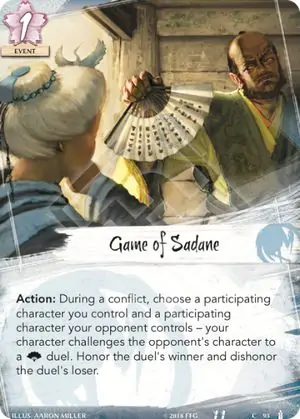 1
EVENT
Game of Sadane
Action: During a conflict, choose a participating
character you control and a participating
character your opponent controls – your
character challenges the opponent's character to
a duel. Honor the duel's winner and dishonor
the duel's loser.
ILLUS: AARON MILLER © 2018 FFG C 93